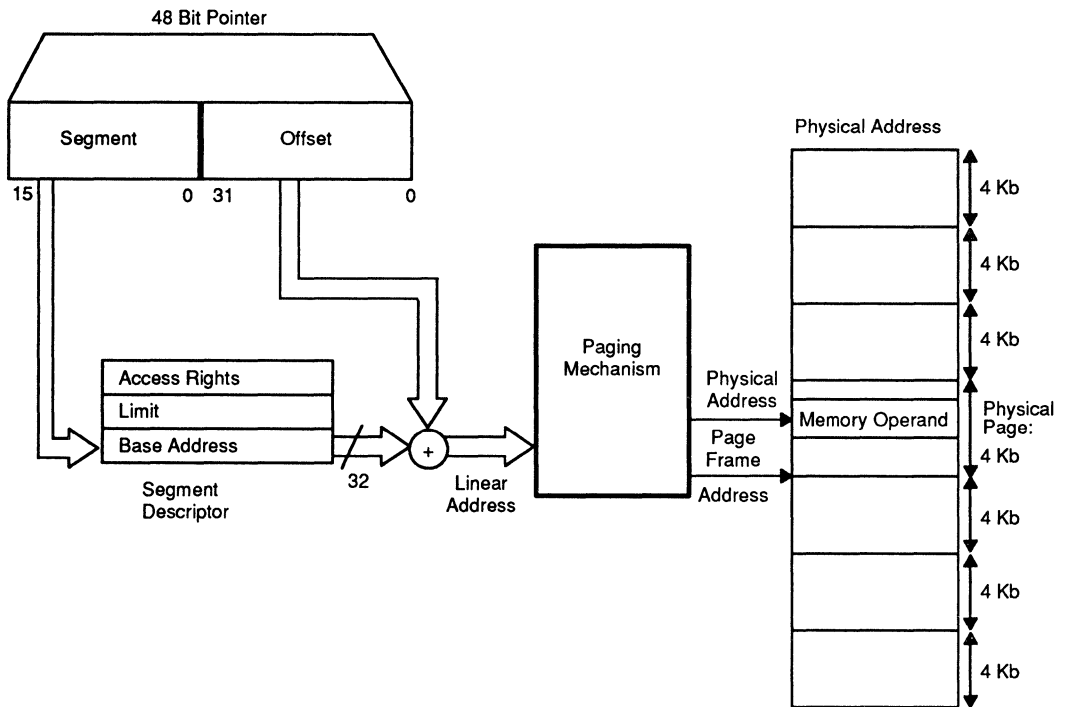 48 Bit Pointer
Segment
Offset
15
0
31
0
Access Rights
Limit
Base Address
Segment
Descriptor
32
+
Linear
Address
Paging
Mechanism
Physical
Address
Page
Frame
Address
Physical Address
4 Kb
4 Kb
4 Kb
Memory Operand
Physical
Page:
4 Kb
4 Kb
4 Kb
4 Kb